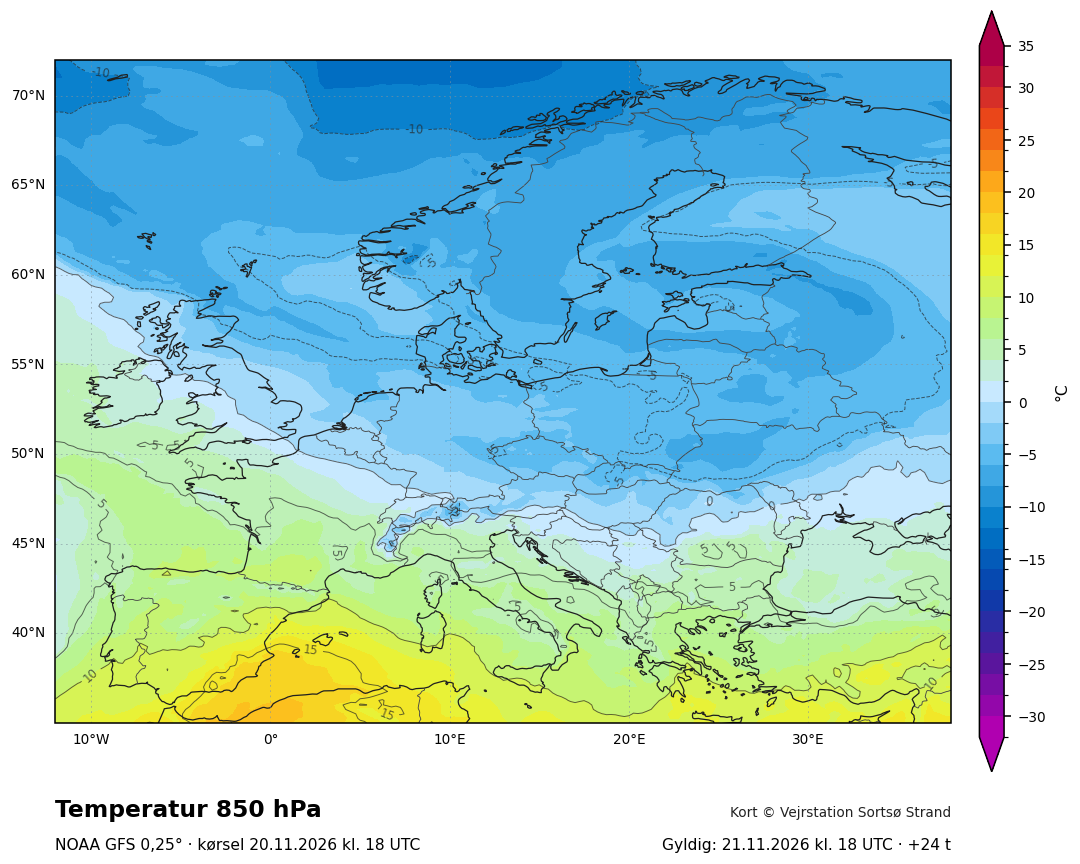 35
30
25
20
15
10
5
0
−5
−10
−15
−20
−25
−30
°C
70°N
65°N
60°N
55°N
50°N
45°N
40°N
10°W
0°
10°E
20°E
30°E
Temperatur 850 hPa
Kort © Vejrstation Sortsø Strand
NOAA GFS 0,25° · kørsel 20.11.2026 kl. 18 UTC
Gyldig: 21.11.2026 kl. 18 UTC · +24 t